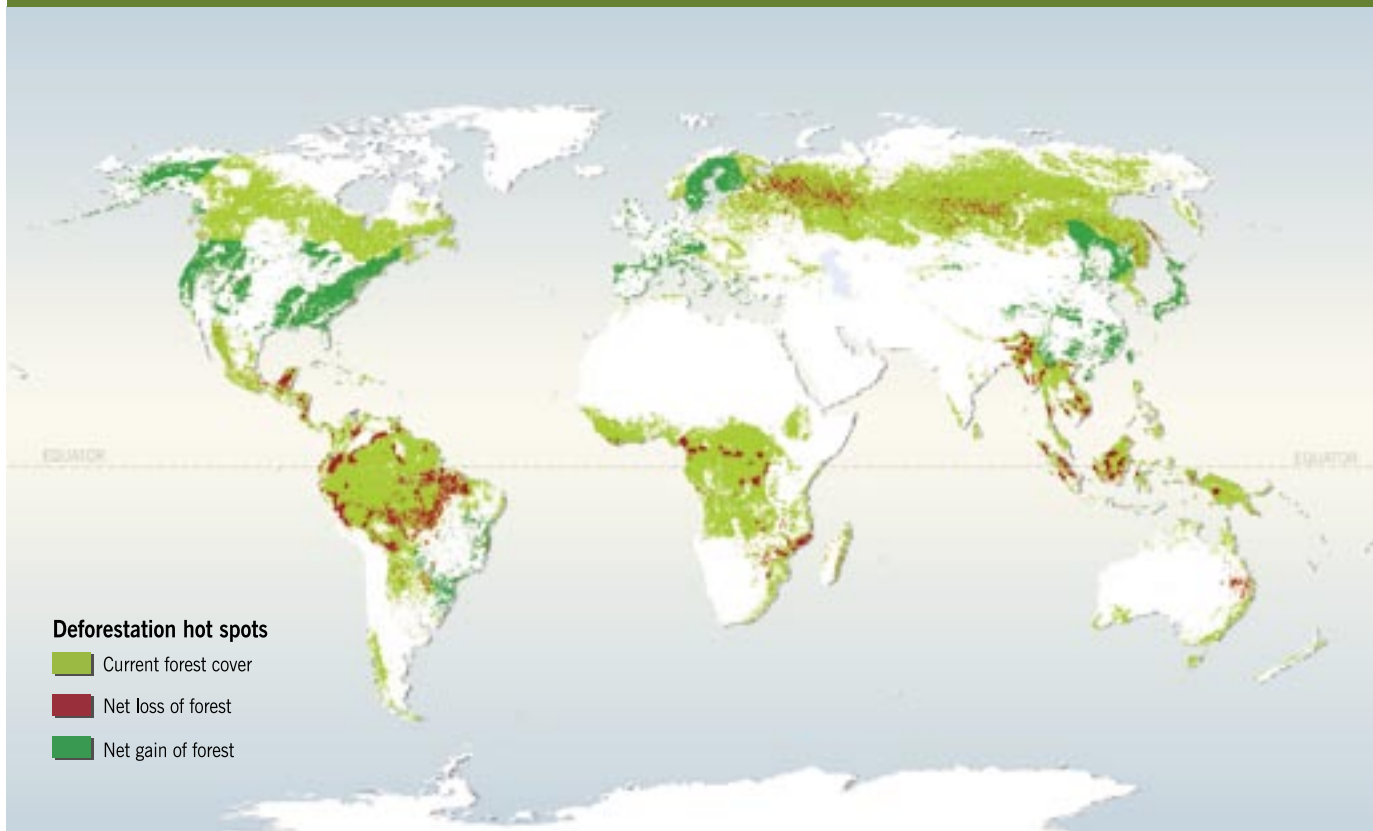 EQUATOR
EQUATOR
Deforestation hot spots
Current forest cover
Net loss of forest
Net gain of forest